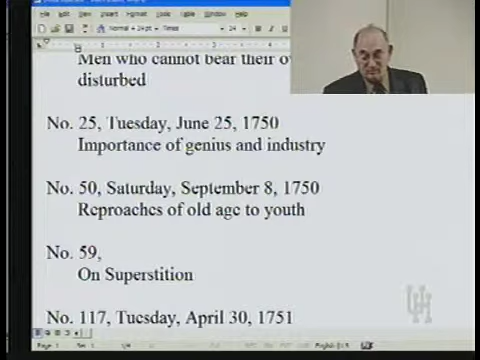 Men who cannot bear their
disturbed
No. 25, Tuesday, June 25, 1750
Importance of genius and industry
No. 50, Saturday, September 8, 1750
Reproaches of old age to youth
No. 59,
On Superstition
No. 117, Tuesday, April 30, 1751
UH